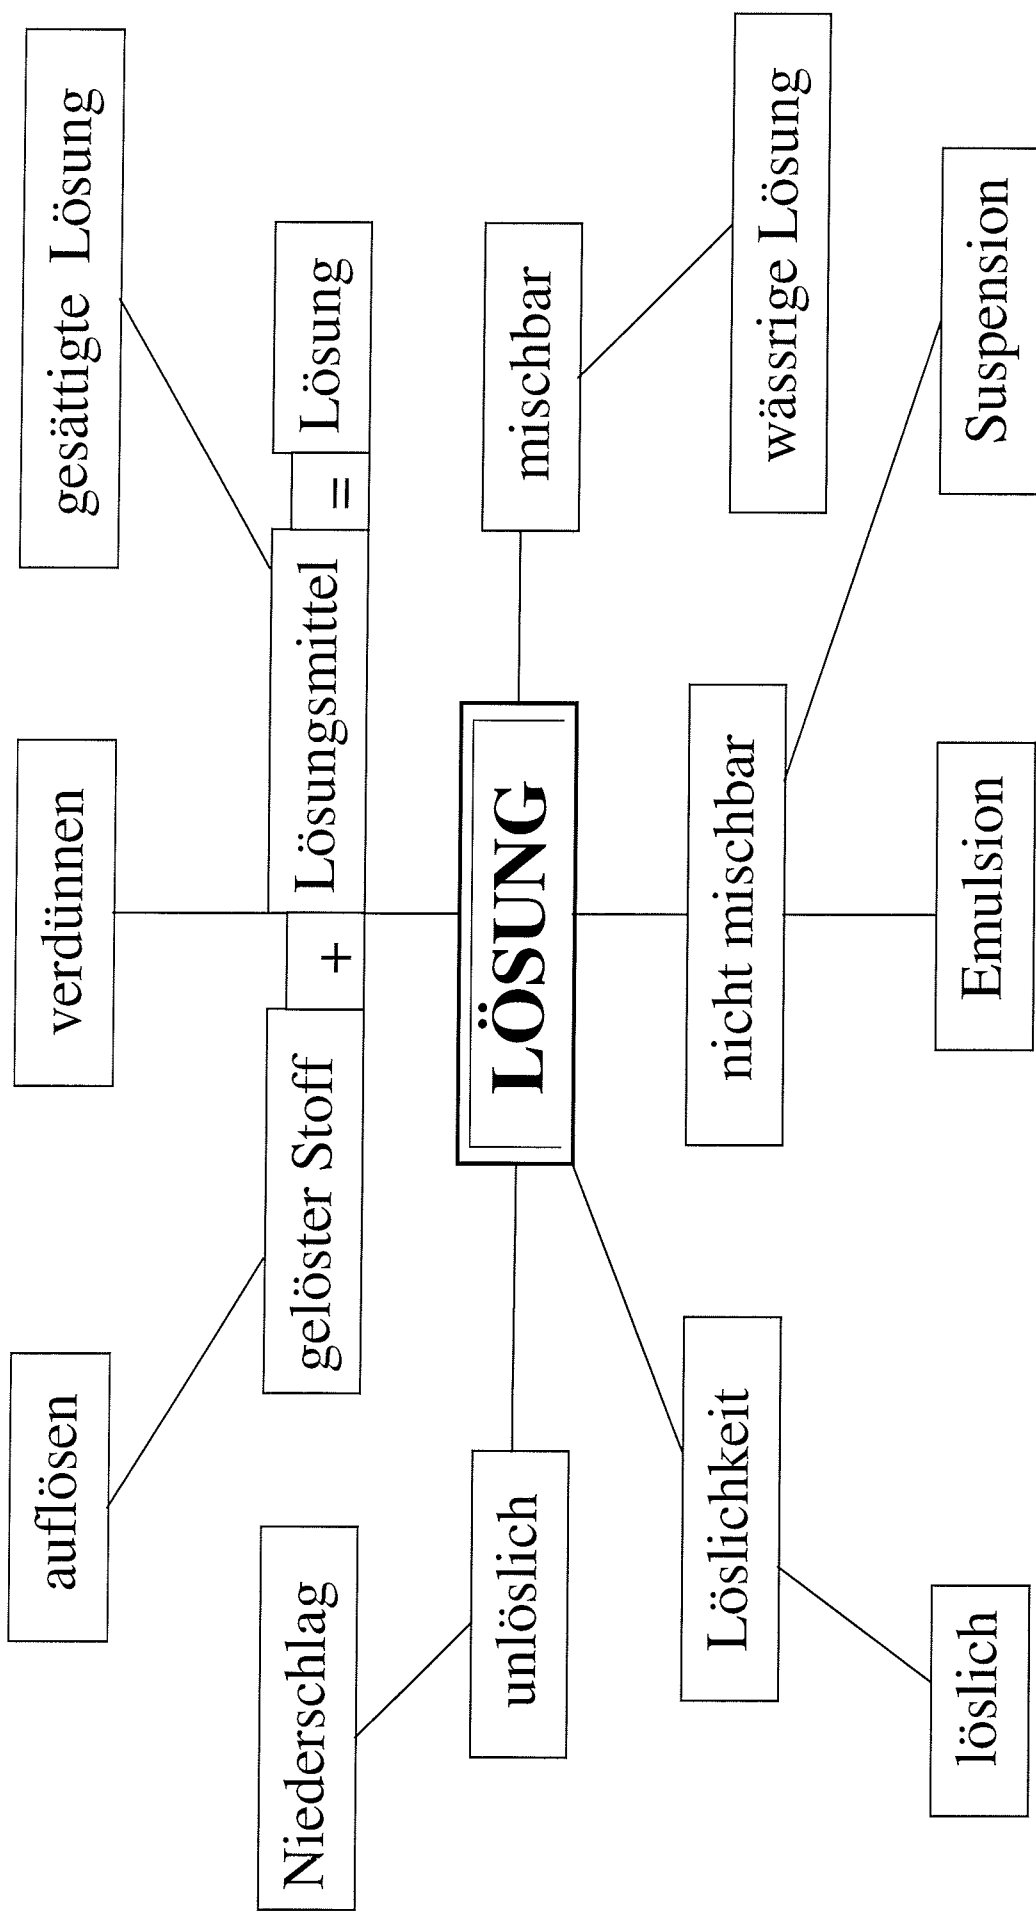 auflösen
verdünnen
gesättigte Lösung
Niederschlag
gelöster Stoff + Lösungsmittel = Lösung
unlöslich
LÖSUNG
mischbar
Löslichkeit
nicht mischbar
wässrige Lösung
löslich
Emulsion
Suspension